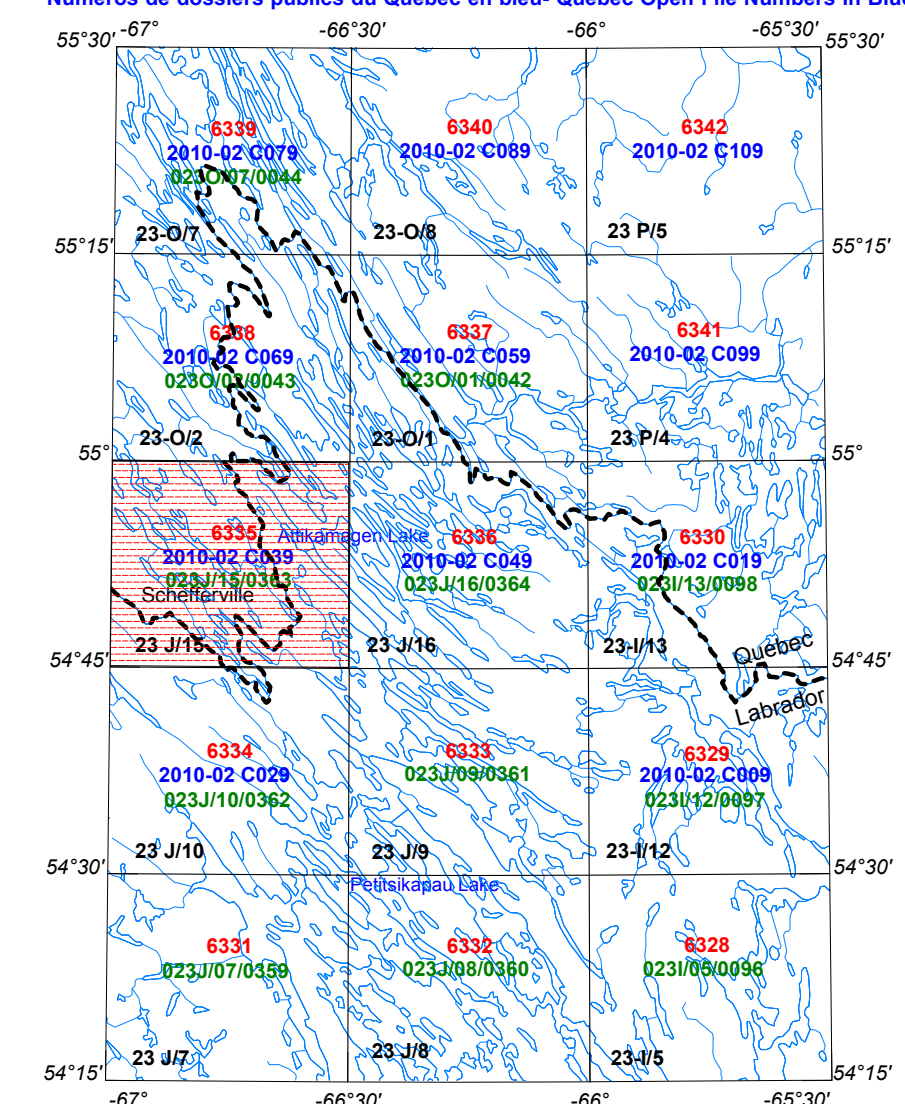 Numéros de dossiers publics du Québec en bleu- Quebec Open File Numbers in Blue
-67° -66°30' -66° -65°30'
55°30' 55°30'
6339 6340 6342
2010-02 C079 2010-02 C089 2010-02 C109
023O/07/0044
23-O/7 23-O/8 23 P/5
55°15' 55°15'
6338 6337 6341
2010-02 C069 2010-02 C059 2010-02 C099
023O/02/0043 023O/01/0042
23-O/2 23-O/1 23 P/4
55° 55°
6335 Attikamagen Lake 6336 6330
2010-02 C039 2010-02 C049 2010-02 C019
023J/15/0363 023J/16/0364 023I/13/0098
Schefferville
23 J/15 23 J/16 23-I/13 Québec
54°45' 54°45'
Labrador
6334 6333 6329
2010-02 C029 023J/09/0361 2010-02 C009
023J/10/0362 023I/12/0097
23 J/10 23 J/9 23-I/12
54°30' 54°30'
Petitsikapau Lake
6331 6332 6328
023J/07/0359 023J/08/0360 023I/05/0096
23 J/7 23 J/8 23-I/5
54°15' 54°15'
-67° -66°30' -66° -65°30'